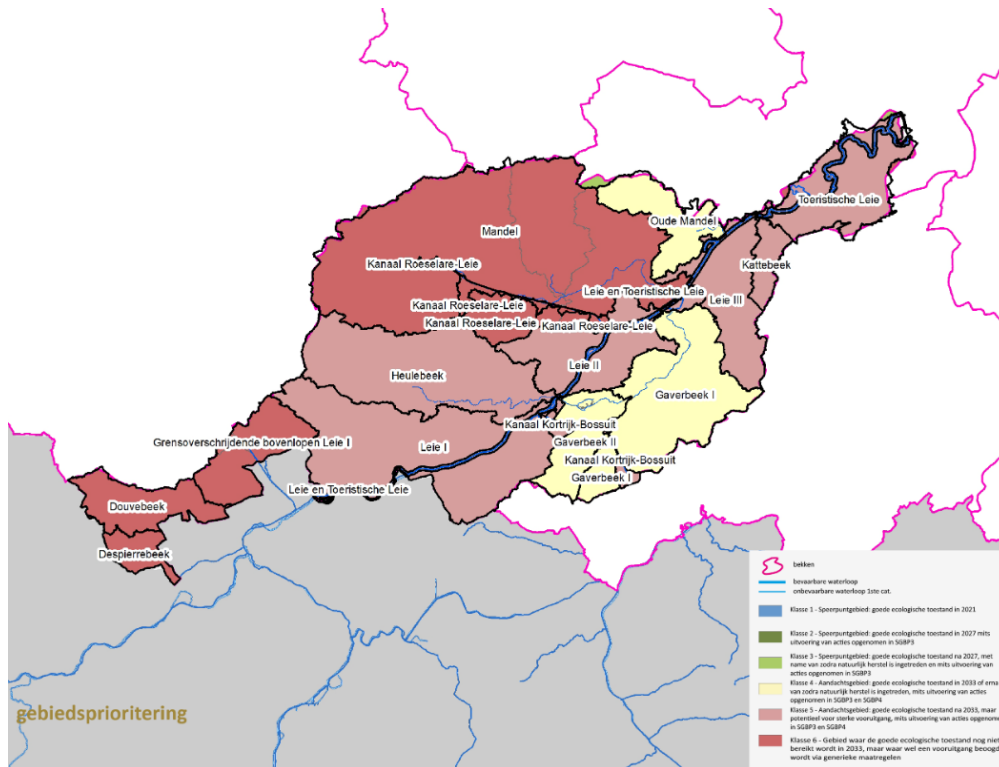 Toeristische Leie
Oude Mandel
Mandel
Kattebeek
Kanaal Roeselare-Leie
Leie en Toeristische Leie
Leie III
Kanaal Roeselare-Leie
Kanaal Roeselare-Leie
Kanaal Roeselare-Leie
Leie II
Heulebeek
Gaverbeek I
Kanaal Kortrijk-Bossuit
Grensoverschrijdende bovenlopen Leie I
Leie I
Gaverbeek II
Kanaal Kortrijk-Bossuit
Gaverbeek I
Leie en Toeristische Leie
Douvebeek
Despierrebeek
bekken
bevaarbare waterloop
onbevaarbare waterloop 1ste cat.
Klasse 1 - Speerpuntgebied: goede ecologische toestand in 2021
Klasse 2 - Speerpuntgebied: goede ecologische toestand in 2027 mits
uitvoering van acties opgenomen in SGBP3
Klasse 3 - Speerpuntgebied: goede ecologische toestand na 2027, met
name van zodra natuurlijk herstel is ingetreden en mits uitvoering van
acties opgenomen in SGBP3
Klasse 4 - Aandachtsgebied: goede ecologische toestand in 2033 of erna
van zodra natuurlijk herstel is ingetreden, mits uitvoering van acties
opgenomen in SGBP3 en SGBP4
Klasse 5 - Aandachtsgebied: goede ecologische toestand na 2033, maar
potentieel voor sterke vooruitgang, mits uitvoering van acties opgenome
in SGBP3 en SGBP4
Klasse 6 - Gebied waar de goede ecologische toestand nog niet
bereikt wordt in 2033, maar waar wel een vooruitgang beoogd
wordt via generieke maatregelen
gebiedsprioritering